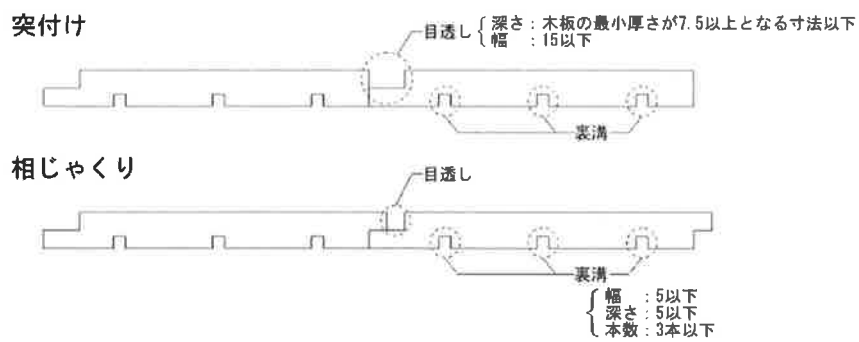 突付け
目透し 深さ：木板の最小厚さが7.5以上となる寸法以下
幅　：15以下
裏溝
相じゃくり
目透し
裏溝
幅　：5以下
深さ：5以下
本数：3本以下